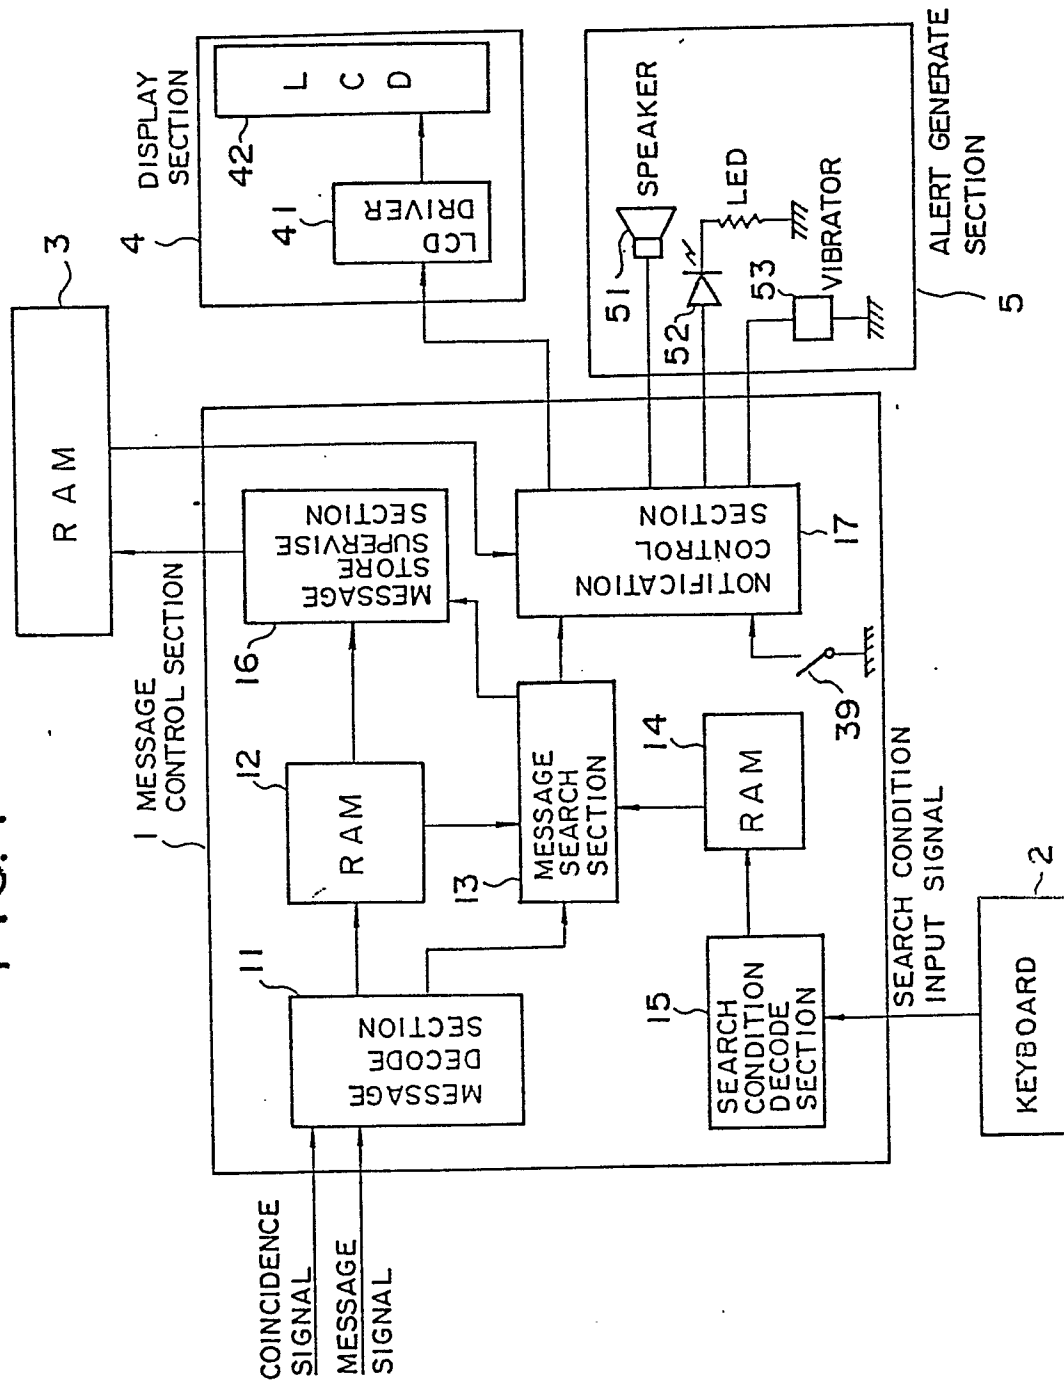 3
RAM
4
DISPLAY
SECTION
42
LCD
41
LCD
DRIVER
1 MESSAGE
CONTROL SECTION
COINCIDENCE
SIGNAL
MESSAGE
SIGNAL
11
MESSAGE
DECODE
SECTION
12
RAM
16
MESSAGE
STORE
SUPERVISE
SECTION
13
MESSAGE
SEARCH
SECTION
14
RAM
15
SEARCH
CONDITION
DECODE
SECTION
17
NOTIFICATION
CONTROL
SECTION
39
51
SPEAKER
52
LED
53
VIBRATOR
5
ALERT GENERATE
SECTION
SEARCH CONDITION
INPUT SIGNAL
2
KEYBOARD